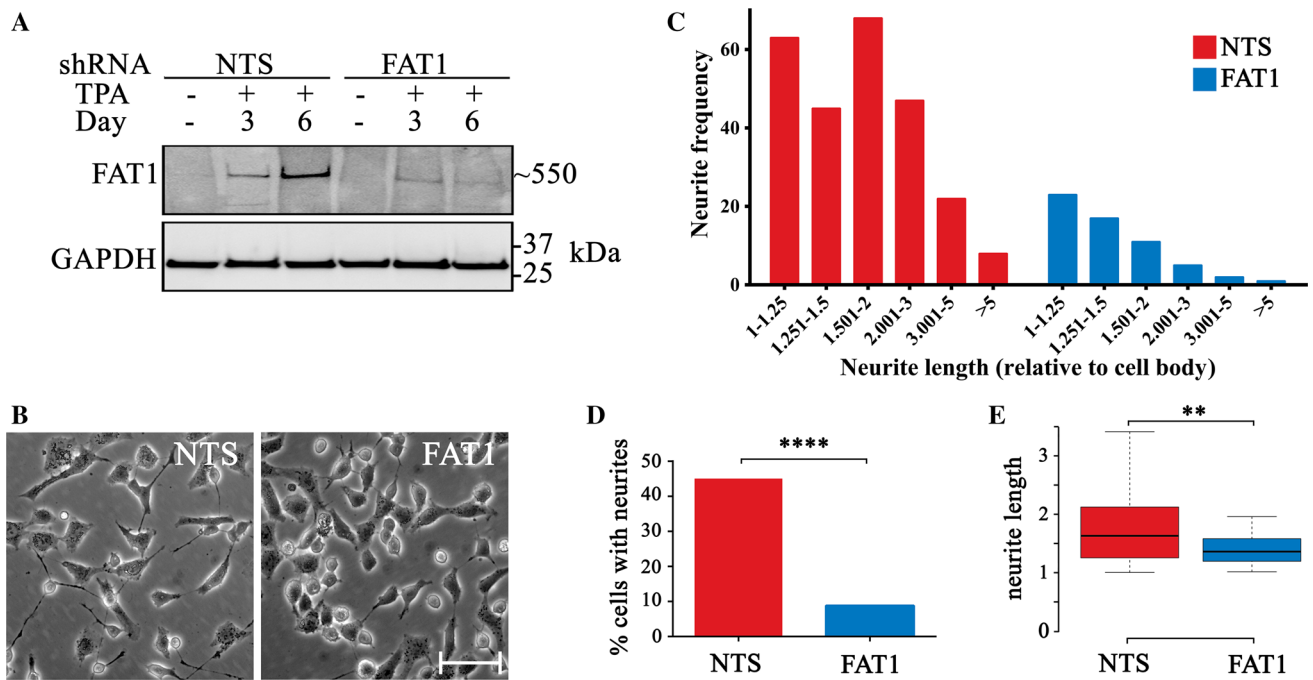 A
shRNA NTS FAT1
TPA - + + - + +
Day - 3 6 - 3 6
FAT1 ~550
GAPDH -37 kDa
-25
B
NTS
FAT1
C
Neurite frequency
60
40
20
0
NTS
FAT1
1-1.25 1.251-1.5 1.501-2 2.001-3 3.001-5 >5 1-1.25 1.251-1.5 1.501-2 2.001-3 3.001-5 >5
Neurite length (relative to cell body)
D
% cells with neurites
50
40
30
20
10
0
****
NTS FAT1
E
neurite length
3
2
1
0
**
NTS FAT1